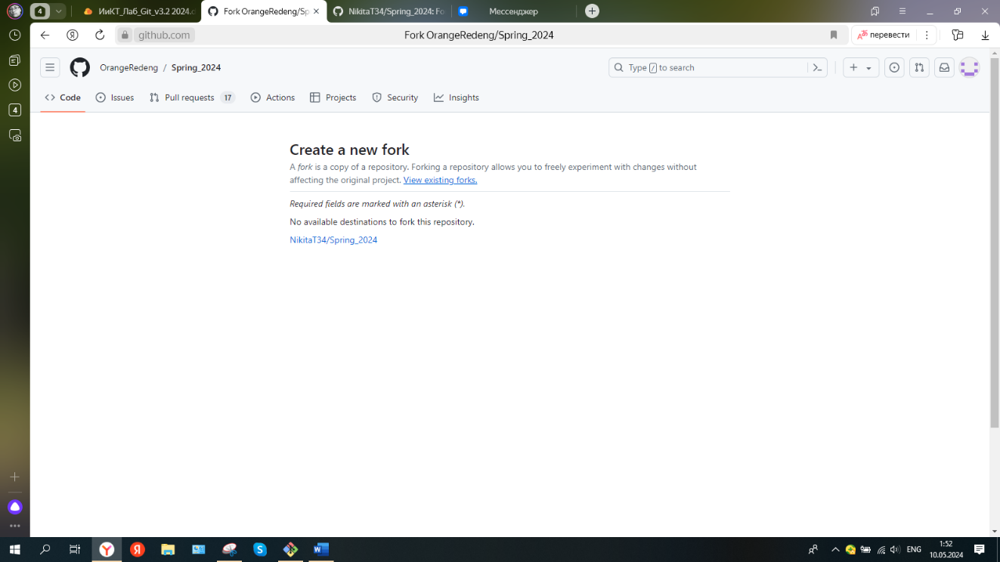 4
ИиКТ_Лаб_Git_v3.2 2024.d
Fork OrangeRedeng/Sp
NikitaT34/Spring_2024: Fo
Мессенджер
github.com
Fork OrangeRedeng/Spring_2024
перевести
4
OrangeRedeng / Spring_2024
Type / to search
Code
Issues
Pull requests 17
Actions
Projects
Security
Insights
Create a new fork
A fork is a copy of a repository. Forking a repository allows you to freely experiment with changes without
affecting the original project. View existing forks.
Required fields are marked with an asterisk (*).
No available destinations to fork this repository.
NikitaT34/Spring_2024
ENG
1:52
10.05.2024